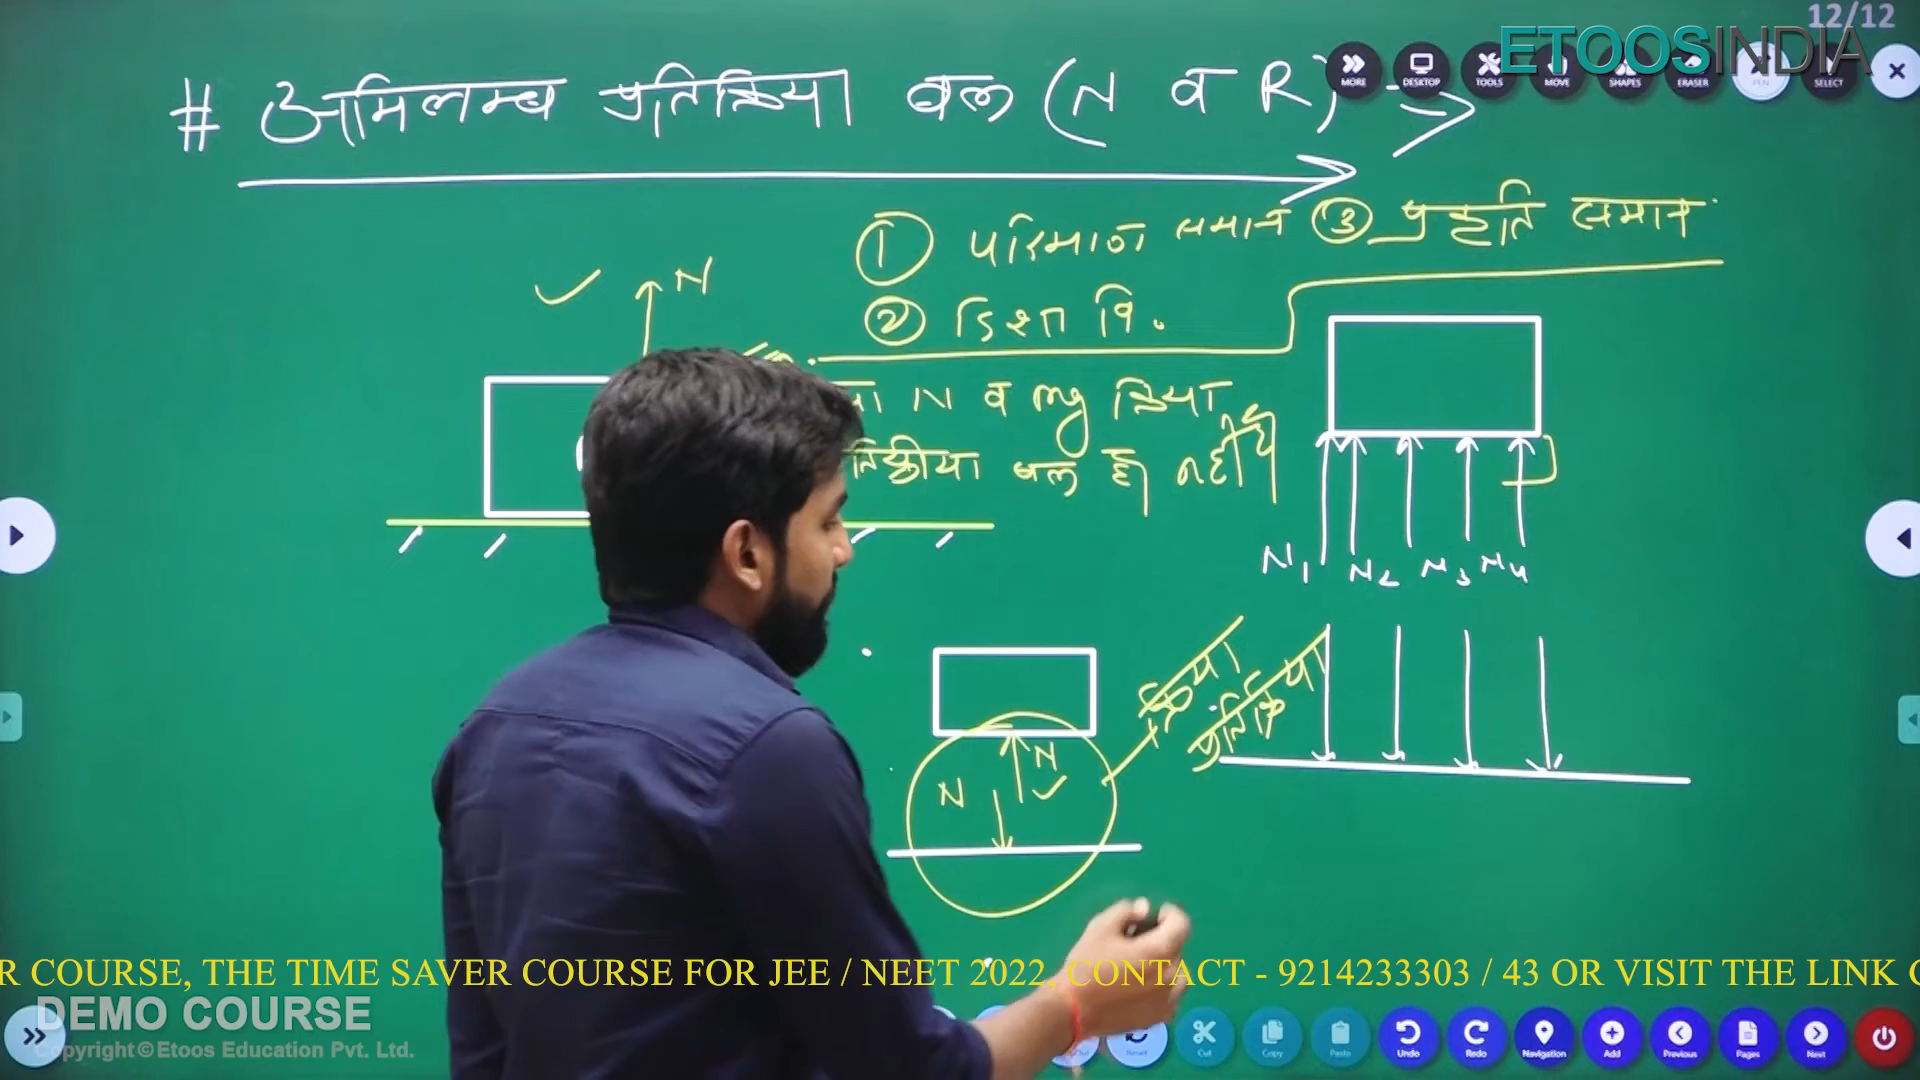 12/12
ETOOSINDIA
MORE DESKTOP TOOLS MOVE SHAPES ERASER PEN SELECT
# अभिलम्ब प्रतिक्रिया बल (N व R) →
① परिमाण समान ③ प्रकृति समान
② दिशा वि.
N
N व mg क्रिया
बल है। नहीं
N₁ N₂ N₃ N₄
क्रिया
प्रतिक्रिया
N
N
R COURSE, THE TIME SAVER COURSE FOR JEE / NEET 2022, CONTACT - 9214233303 / 43 OR VISIT THE LINK
DEMO COURSE
Copyright © Etoos Education Pvt. Ltd.
Reset Cut Copy Paste Undo Redo Navigation Add Previous Pages Next